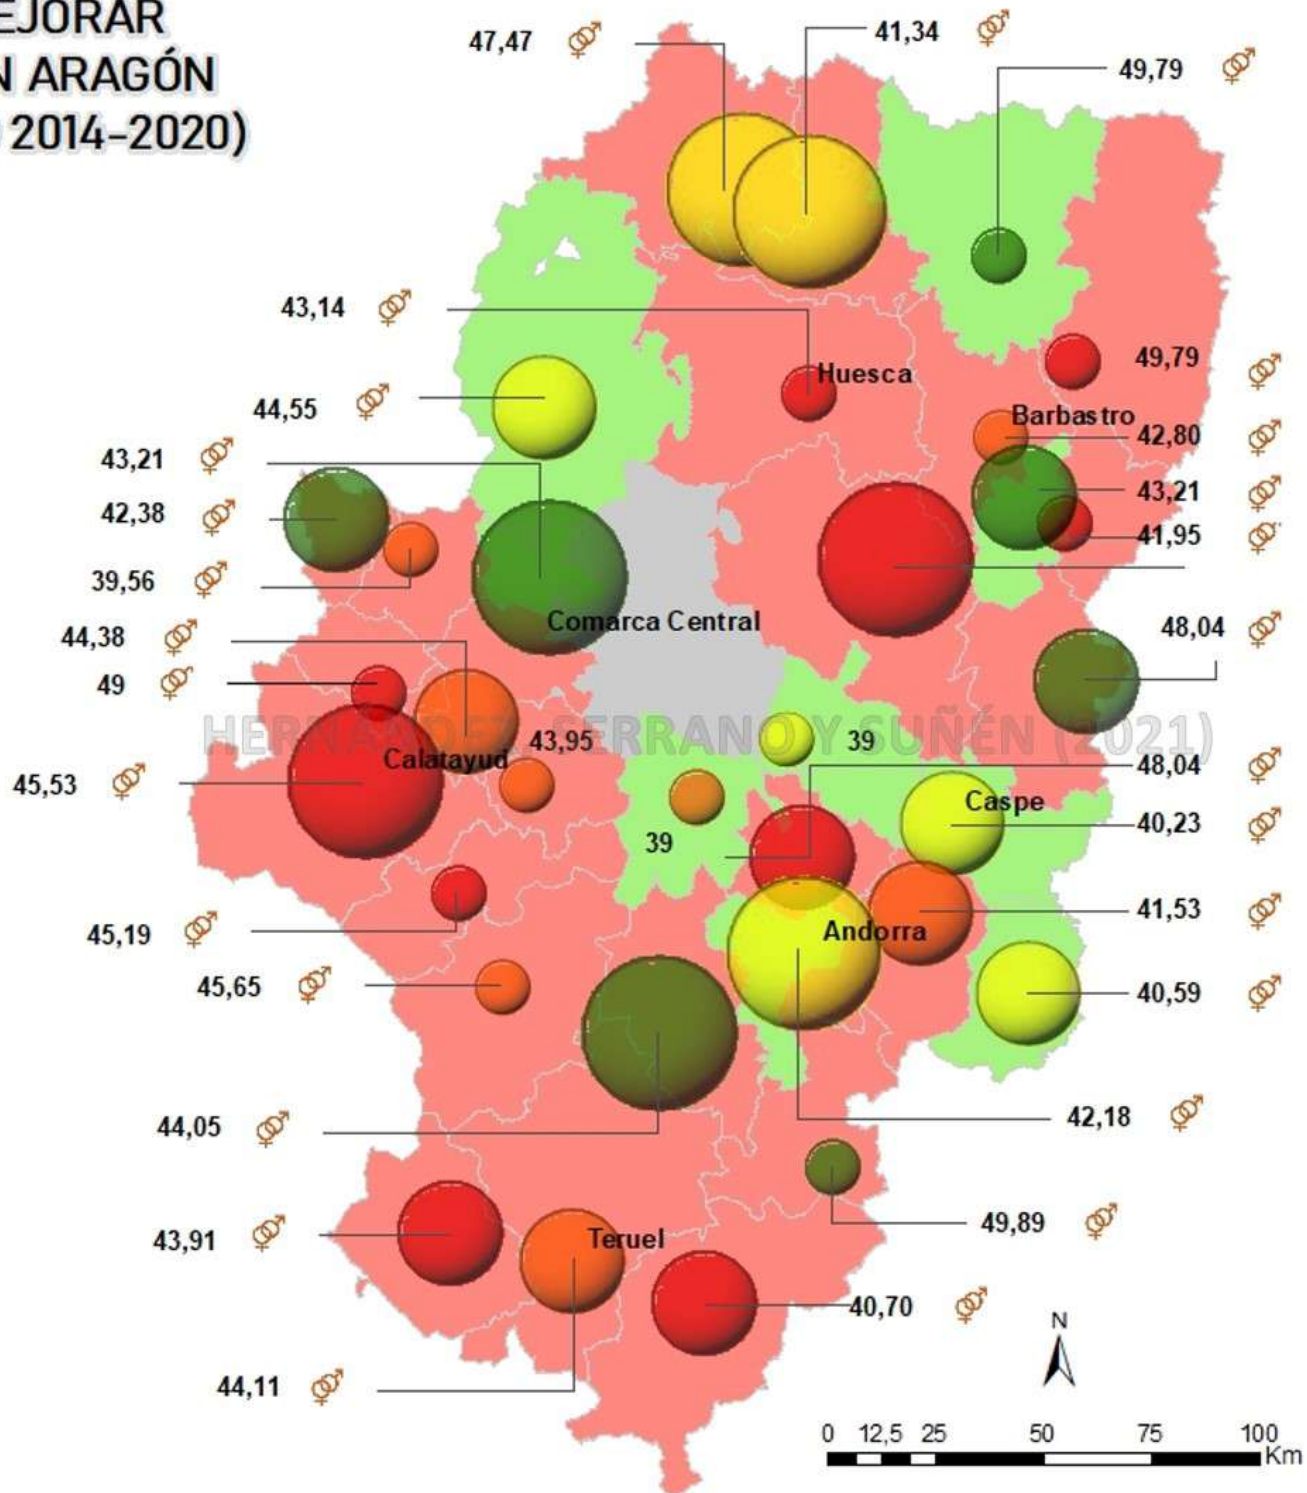 EJORAR
N ARAGÓN
2014-2020)
47,47
41,34
49,79
43,14
Huesca
49,79
44,55
Barbastro
42,80
43,21
43,21
42,38
41,95
39,56
Comarca Central
48,04
44,38
49
HERNÁNDEZ, SERRANO Y SUÑÉN (2021)
43,95
39
Calatayud
48,04
45,53
Caspe
40,23
39
41,53
Andorra
45,19
45,65
40,59
44,05
42,18
49,89
43,91
Teruel
40,70
N
44,11
0 12,5 25 50 75 100
Km